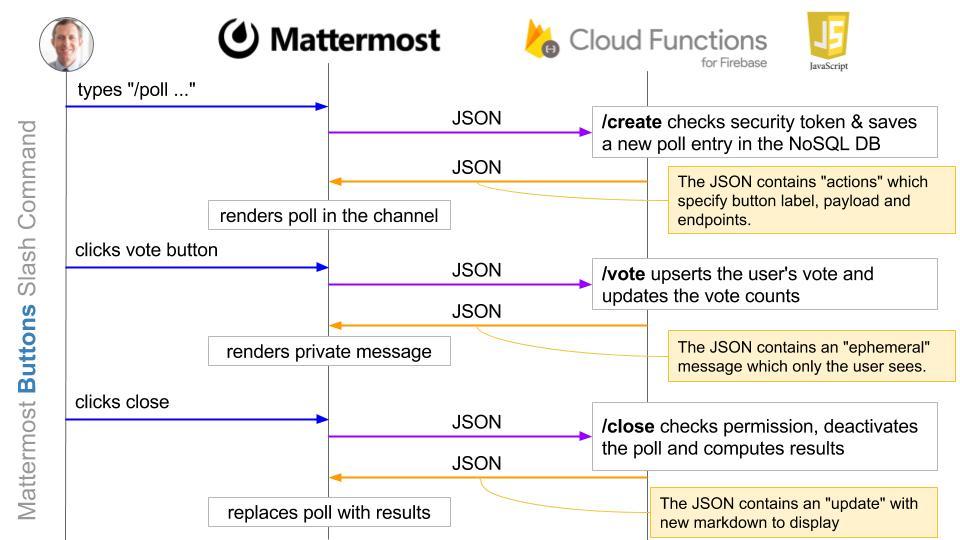 Mattermost
Cloud Functions
for Firebase
JS
JavaScript
Mattermost Buttons Slash Command
types "/poll ..."
JSON
/create checks security token & saves
a new poll entry in the NoSQL DB
JSON
The JSON contains "actions" which
specify button label, payload and
endpoints.
renders poll in the channel
clicks vote button
JSON
/vote upserts the user's vote and
updates the vote counts
JSON
renders private message
The JSON contains an "ephemeral"
message which only the user sees.
clicks close
JSON
/close checks permission, deactivates
the poll and computes results
JSON
replaces poll with results
The JSON contains an "update" with
new markdown to display